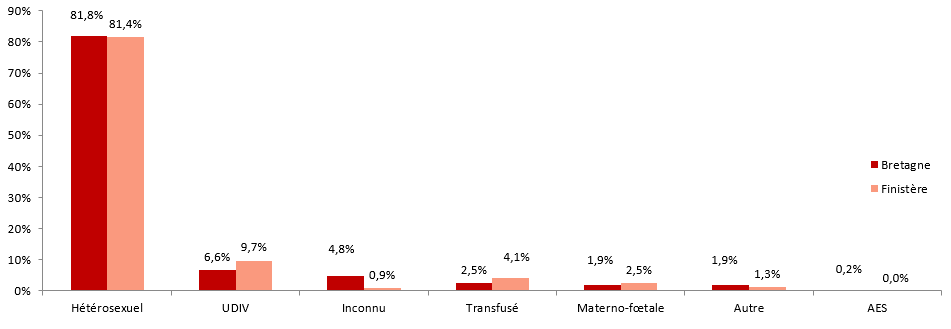 90%
80%
70%
60%
50%
40%
30%
20%
10%
0%
81,8%
81,4%
6,6%
9,7%
4,8%
0,9%
2,5%
4,1%
1,9%
2,5%
1,9%
1,3%
0,2%
0,0%
Hétérosexuel
UDIV
Inconnu
Transfusé
Materno-fœtale
Autre
AES
Bretagne
Finistère